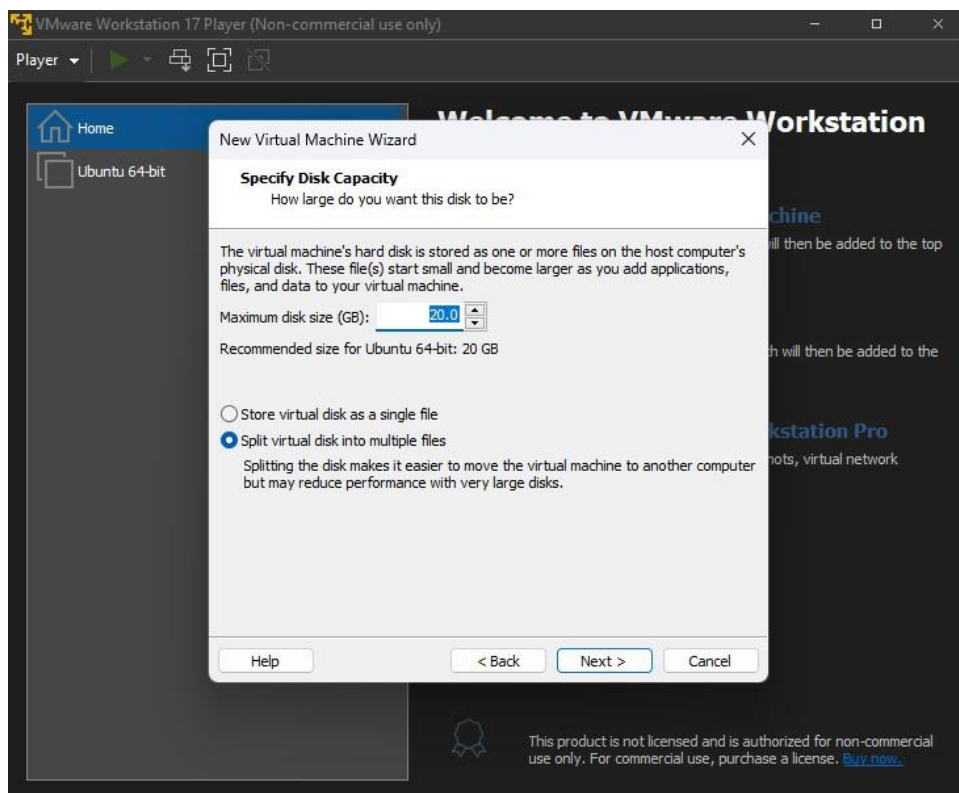 VMware Workstation 17 Player (Non-commercial use only)
Player
Home
Ubuntu 64-bit
Welcome to VMware Workstation
New Virtual Machine Wizard
Specify Disk Capacity
How large do you want this disk to be?
The virtual machine's hard disk is stored as one or more files on the host computer's
physical disk. These file(s) start small and become larger as you add applications,
files, and data to your virtual machine.
Maximum disk size (GB): 20.0
Recommended size for Ubuntu 64-bit: 20 GB
Store virtual disk as a single file
Split virtual disk into multiple files
Splitting the disk makes it easier to move the virtual machine to another computer
but may reduce performance with very large disks.
Help
< Back
Next >
Cancel
chine
ill then be added to the top
h will then be added to the
kstation Pro
hots, virtual network
This product is not licensed and is authorized for non-commercial
use only. For commercial use, purchase a license. Buy now.